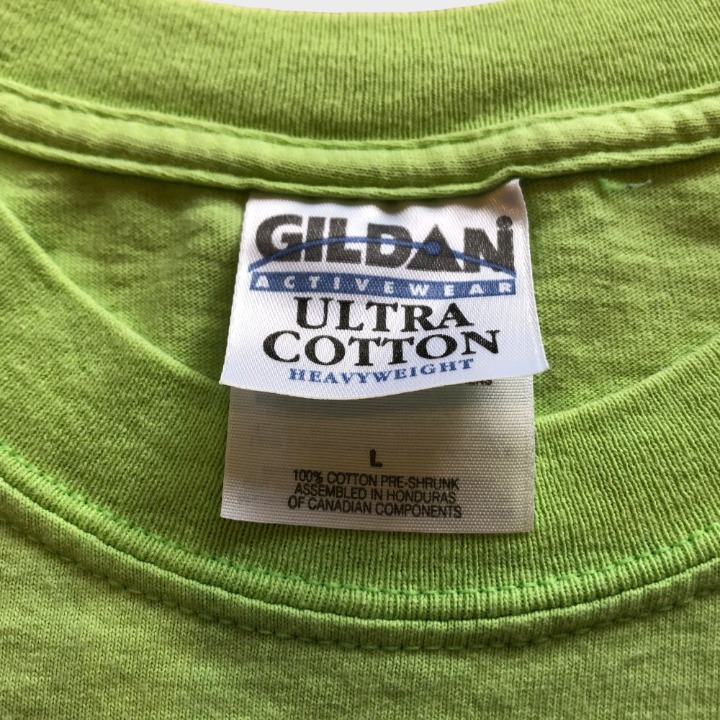 GILDAN
ACTIVEWEAR
ULTRA
COTTON
HEAVYWEIGHT
L
100% COTTON PRE-SHRUNK
ASSEMBLED IN HONDURAS
OF CANADIAN COMPONENTS